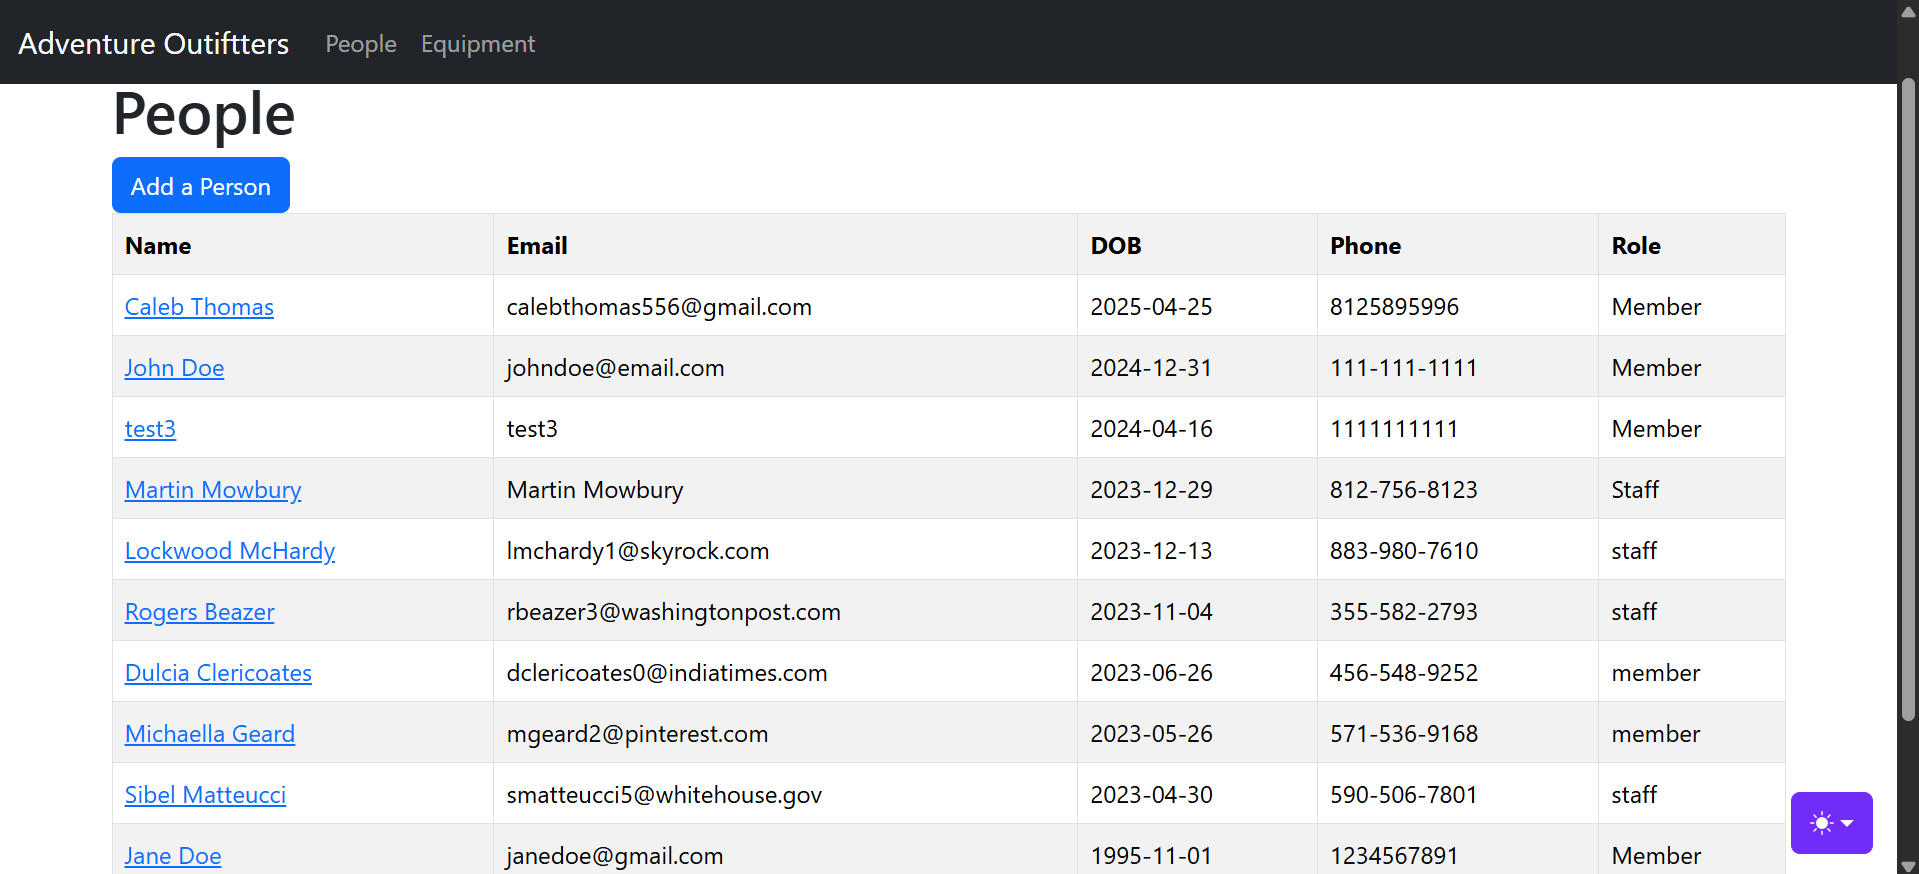 Adventure Outiftters People Equipment
People
Add a Person
Name Email DOB Phone Role
Caleb Thomas calebthomas556@gmail.com 2025-04-25 8125895996 Member
John Doe johndoe@email.com 2024-12-31 111-111-1111 Member
test3 test3 2024-04-16 1111111111 Member
Martin Mowbury Martin Mowbury 2023-12-29 812-756-8123 Staff
Lockwood McHardy lmchardy1@skyrock.com 2023-12-13 883-980-7610 staff
Rogers Beazer rbeazer3@washingtonpost.com 2023-11-04 355-582-2793 staff
Dulcia Clericoates dclericoates0@indiatimes.com 2023-06-26 456-548-9252 member
Michaella Geard mgeard2@pinterest.com 2023-05-26 571-536-9168 member
Sibel Matteucci smatteucci5@whitehouse.gov 2023-04-30 590-506-7801 staff
Jane Doe janedoe@gmail.com 1995-11-01 1234567891 Member